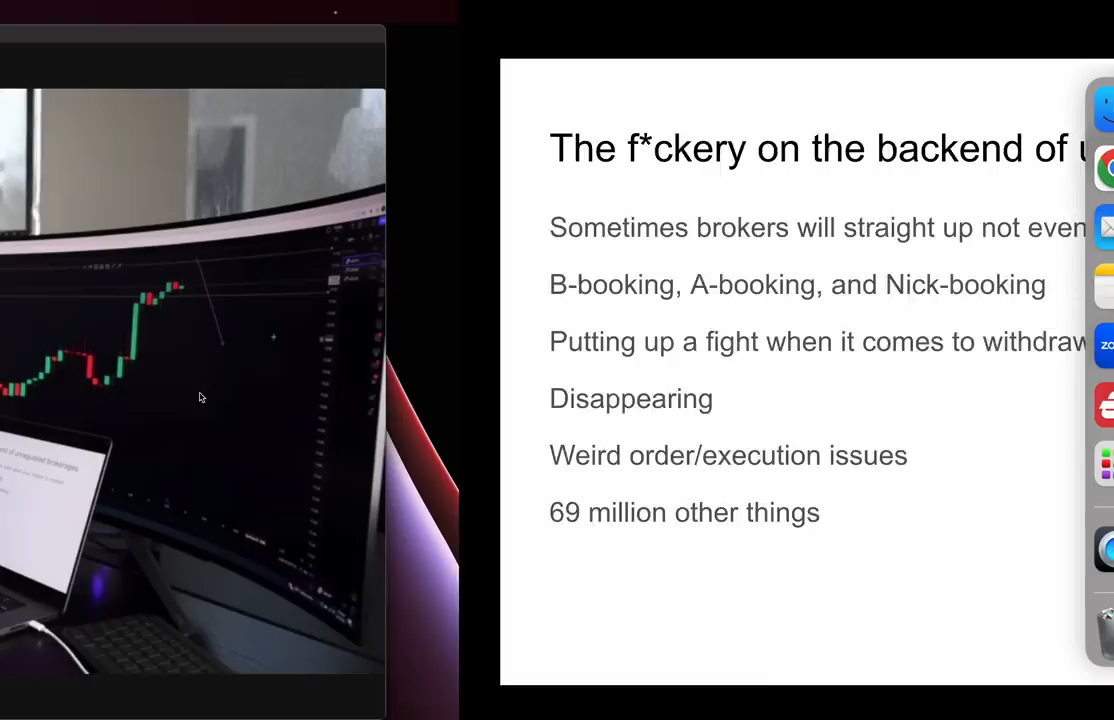 The f*ckery on the backend of
Sometimes brokers will straight up not even
B-booking, A-booking, and Nick-booking
Putting up a fight when it comes to
Disappearing
Weird order/execution issues
69 million other things